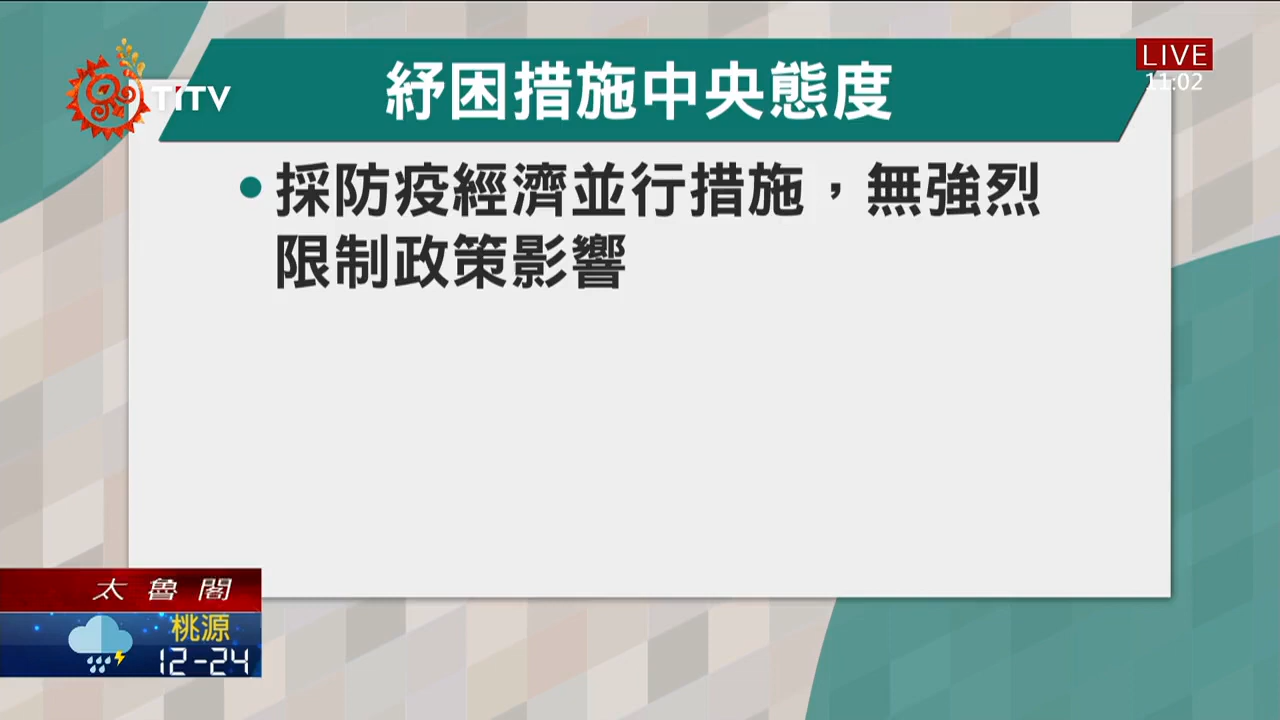 TITV
LIVE
11:02
紓困措施中央態度
採防疫經濟並行措施，無強烈
限制政策影響
太魯閣
桃源
12-24